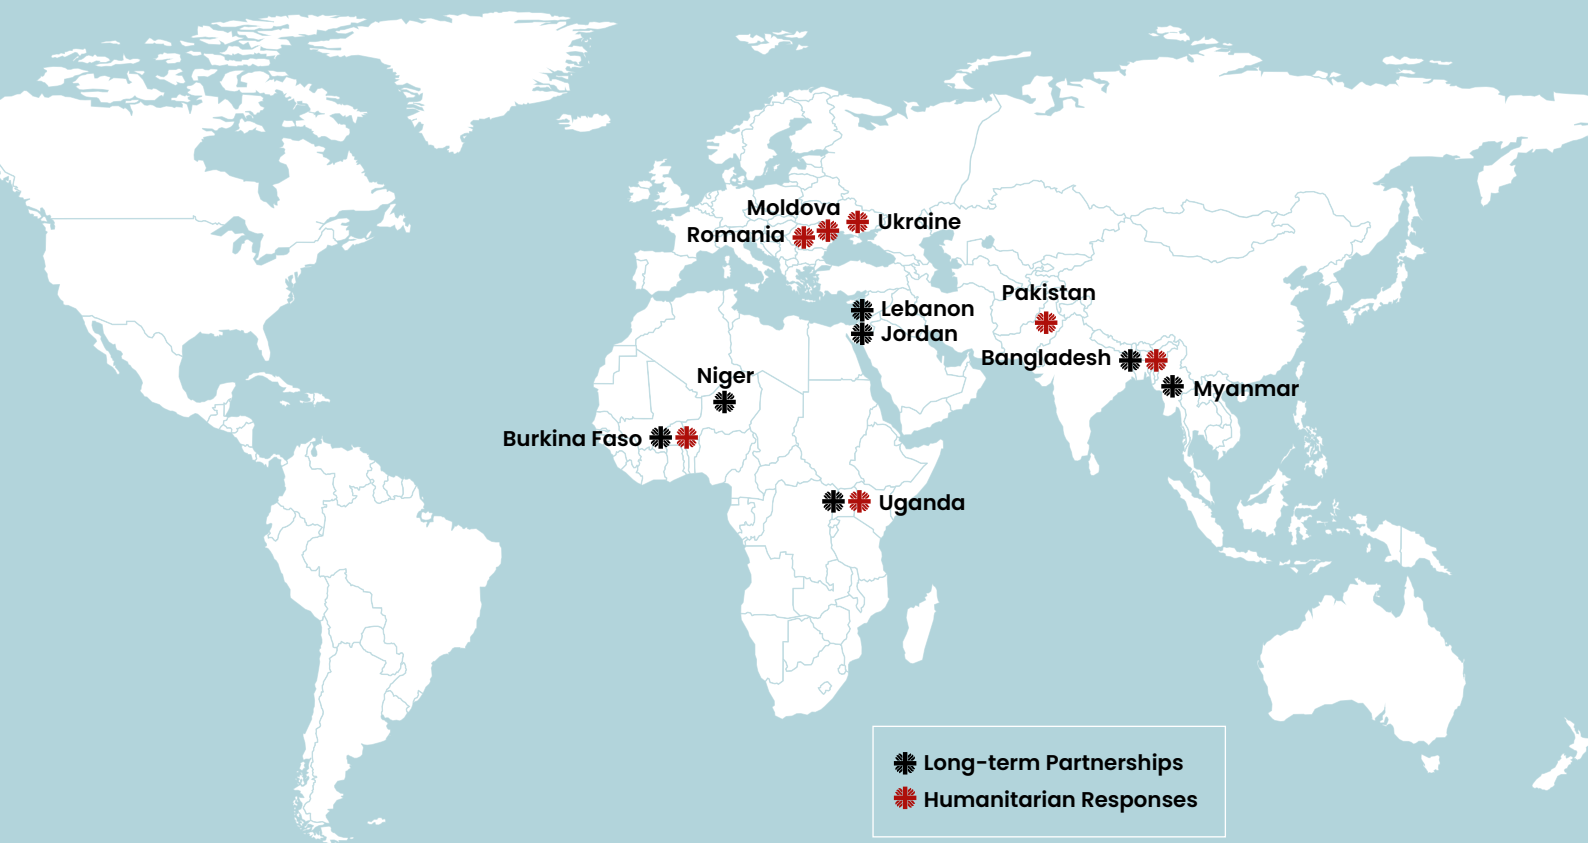 Moldova
Ukraine
Romania
Pakistan
Lebanon
Jordan
Bangladesh
Niger
Myanmar
Burkina Faso
Uganda
Long-term Partnerships
Humanitarian Responses